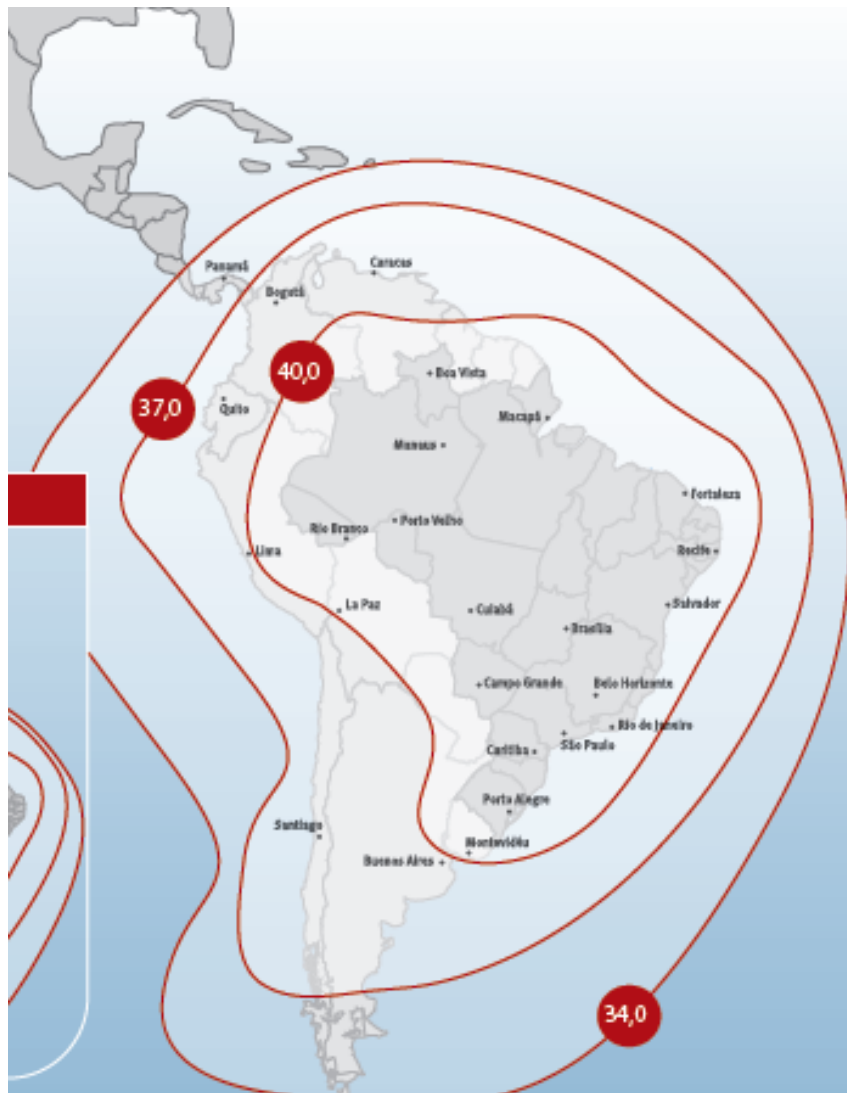 Panamá
Caracas
Bogotá
40,0
Boa Vista
37,0
Quito
Macapá
Manaus
Fortaleza
Rio Branco
Porto Velho
Lima
Recife
La Paz
Cuiabá
Salvador
Brasília
Campo Grande
Belo Horizonte
Rio de Janeiro
São Paulo
Curitiba
Porto Alegre
Santiago
Montevidéu
Buenos Aires
34,0